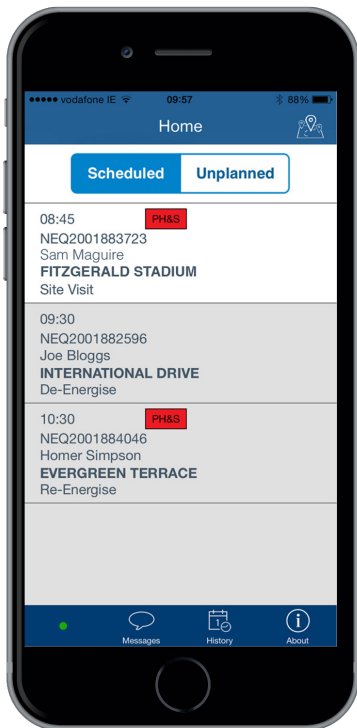 vodafone IE 09:57 88%
Home
Scheduled Unplanned
08:45 PH&S
NEQ2001883723
Sam Maguire
FITZGERALD STADIUM
Site Visit
09:30
NEQ2001882596
Joe Bloggs
INTERNATIONAL DRIVE
De-Energise
10:30 PH&S
NEQ2001884046
Homer Simpson
EVERGREEN TERRACE
Re-Energise
1
i
Messages History About